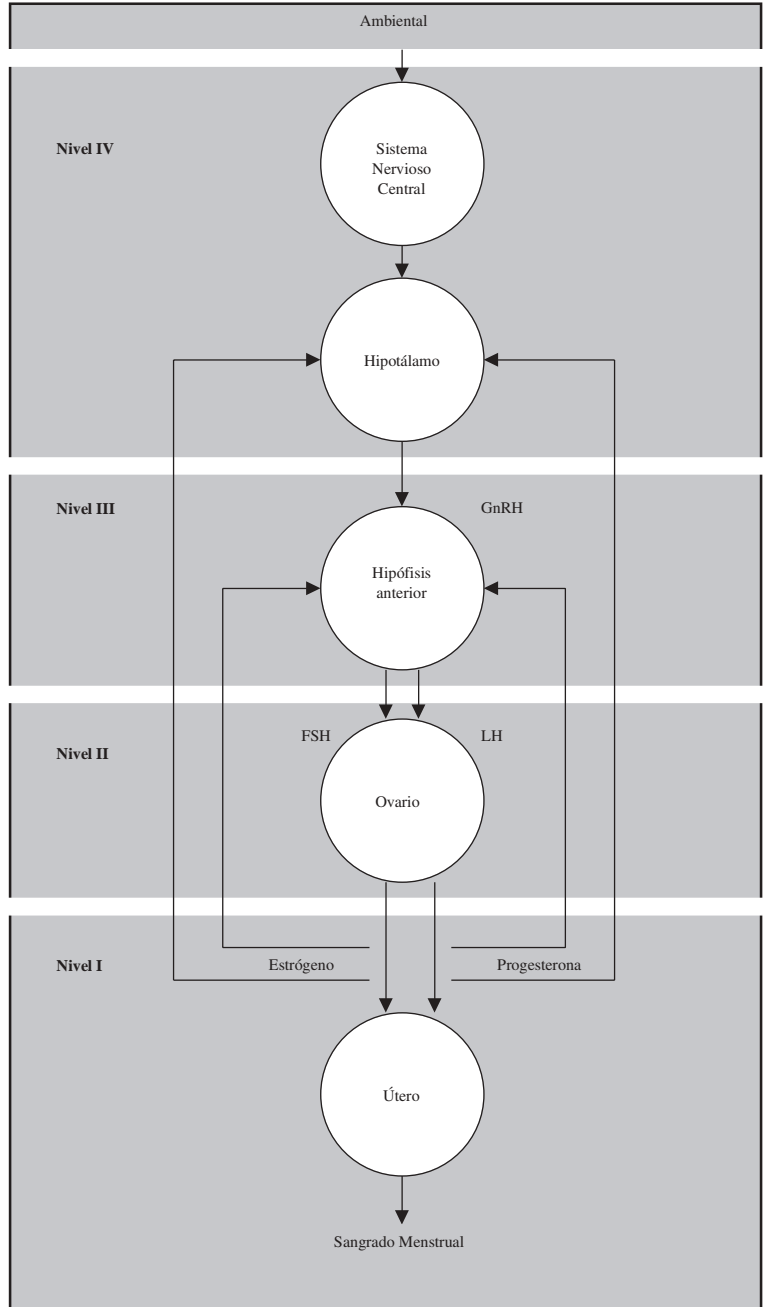 Ambiental
Nivel IV
Sistema
Nervioso
Central
Hipotálamo
Nivel III
GnRH
Hipófisis
anterior
FSH
LH
Nivel II
Ovario
Nivel I
Estrógeno
Progesterona
Útero
Sangrado Menstrual